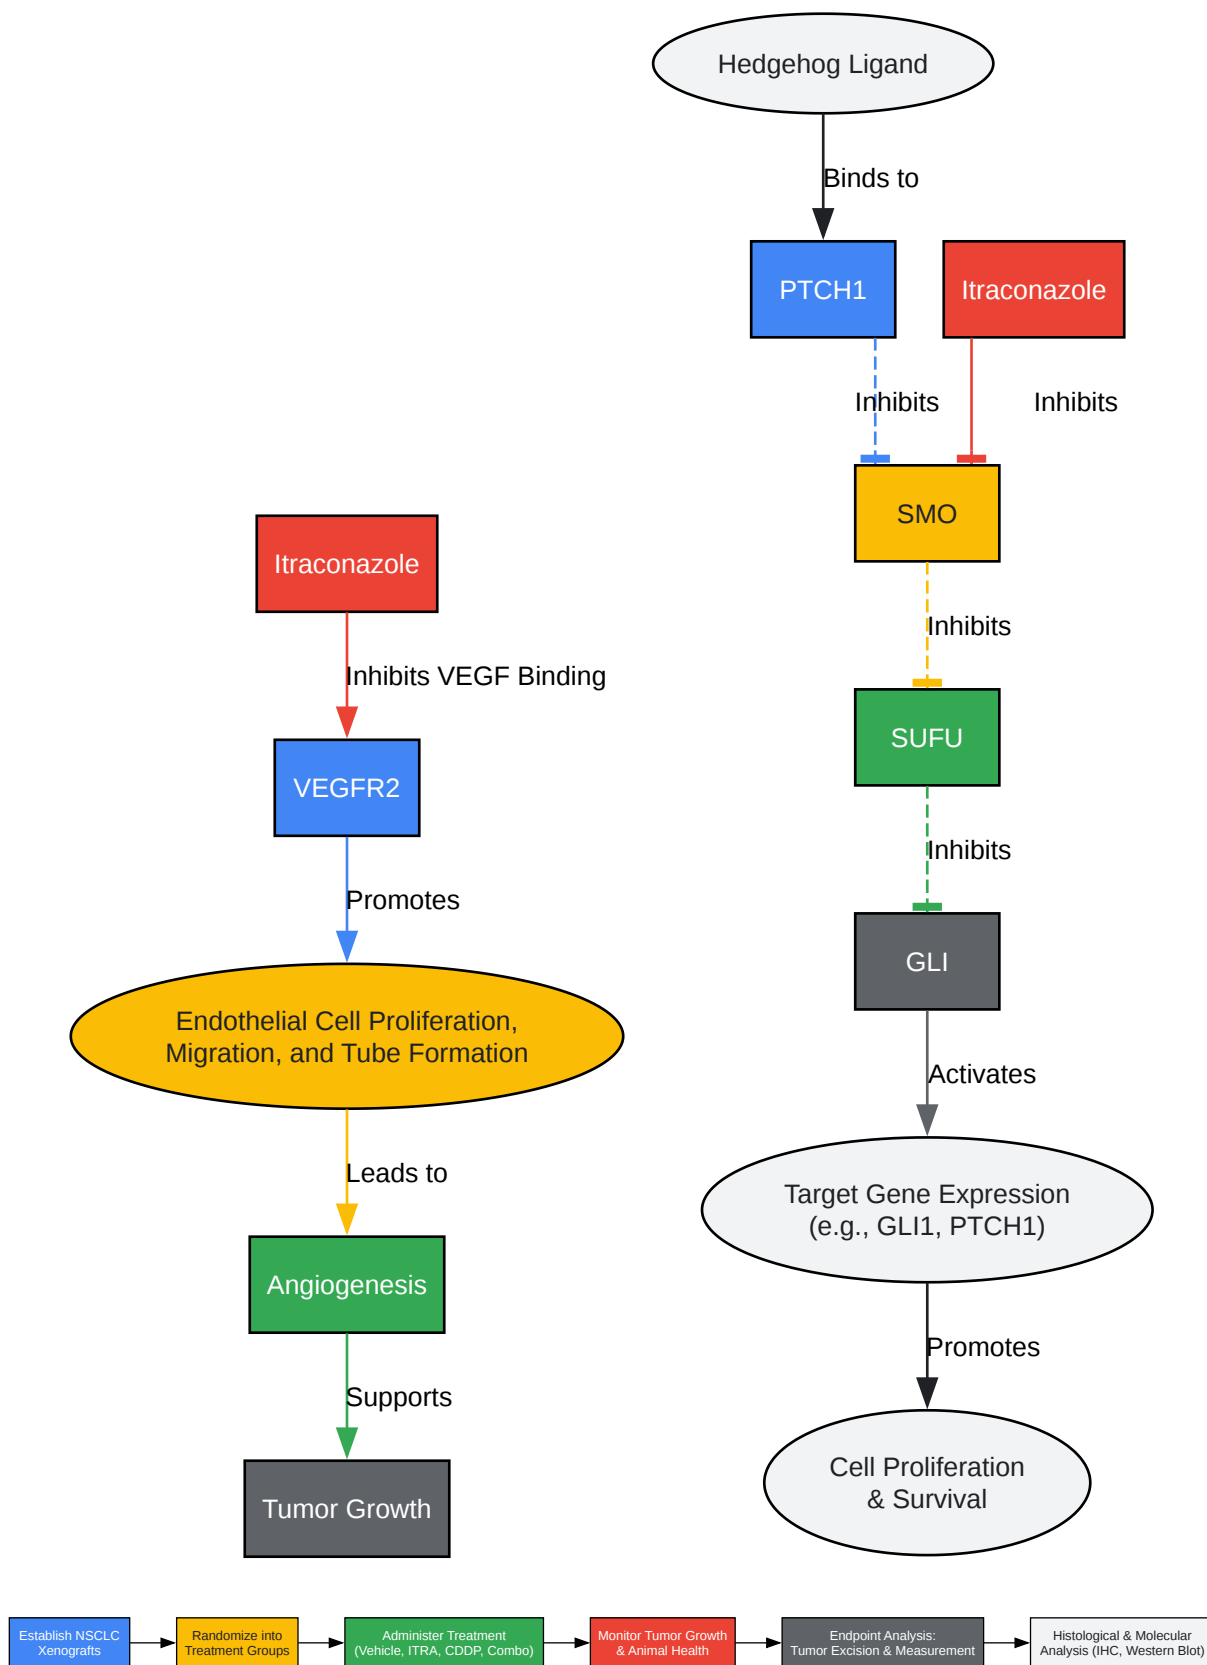 Hedgehog Ligand
Binds to
PTCH1
Itraconazole
Inhibits
Inhibits
SMO
Inhibits
SUFU
Inhibits
GLI
Activates
Target Gene Expression
(e.g., GLI1, PTCH1)
Promotes
Cell Proliferation
& Survival
Itraconazole
Inhibits VEGF Binding
VEGFR2
Promotes
Endothelial Cell Proliferation,
Migration, and Tube Formation
Leads to
Angiogenesis
Supports
Tumor Growth
Establish NSCLC
Xenografts
Randomize into
Treatment Groups
Administer Treatment
(Vehicle, ITRA, CDDP, Combo)
Monitor Tumor Growth
& Animal Health
Endpoint Analysis:
Tumor Excision & Measurement
Histological & Molecular
Analysis (IHC, Western Blot)